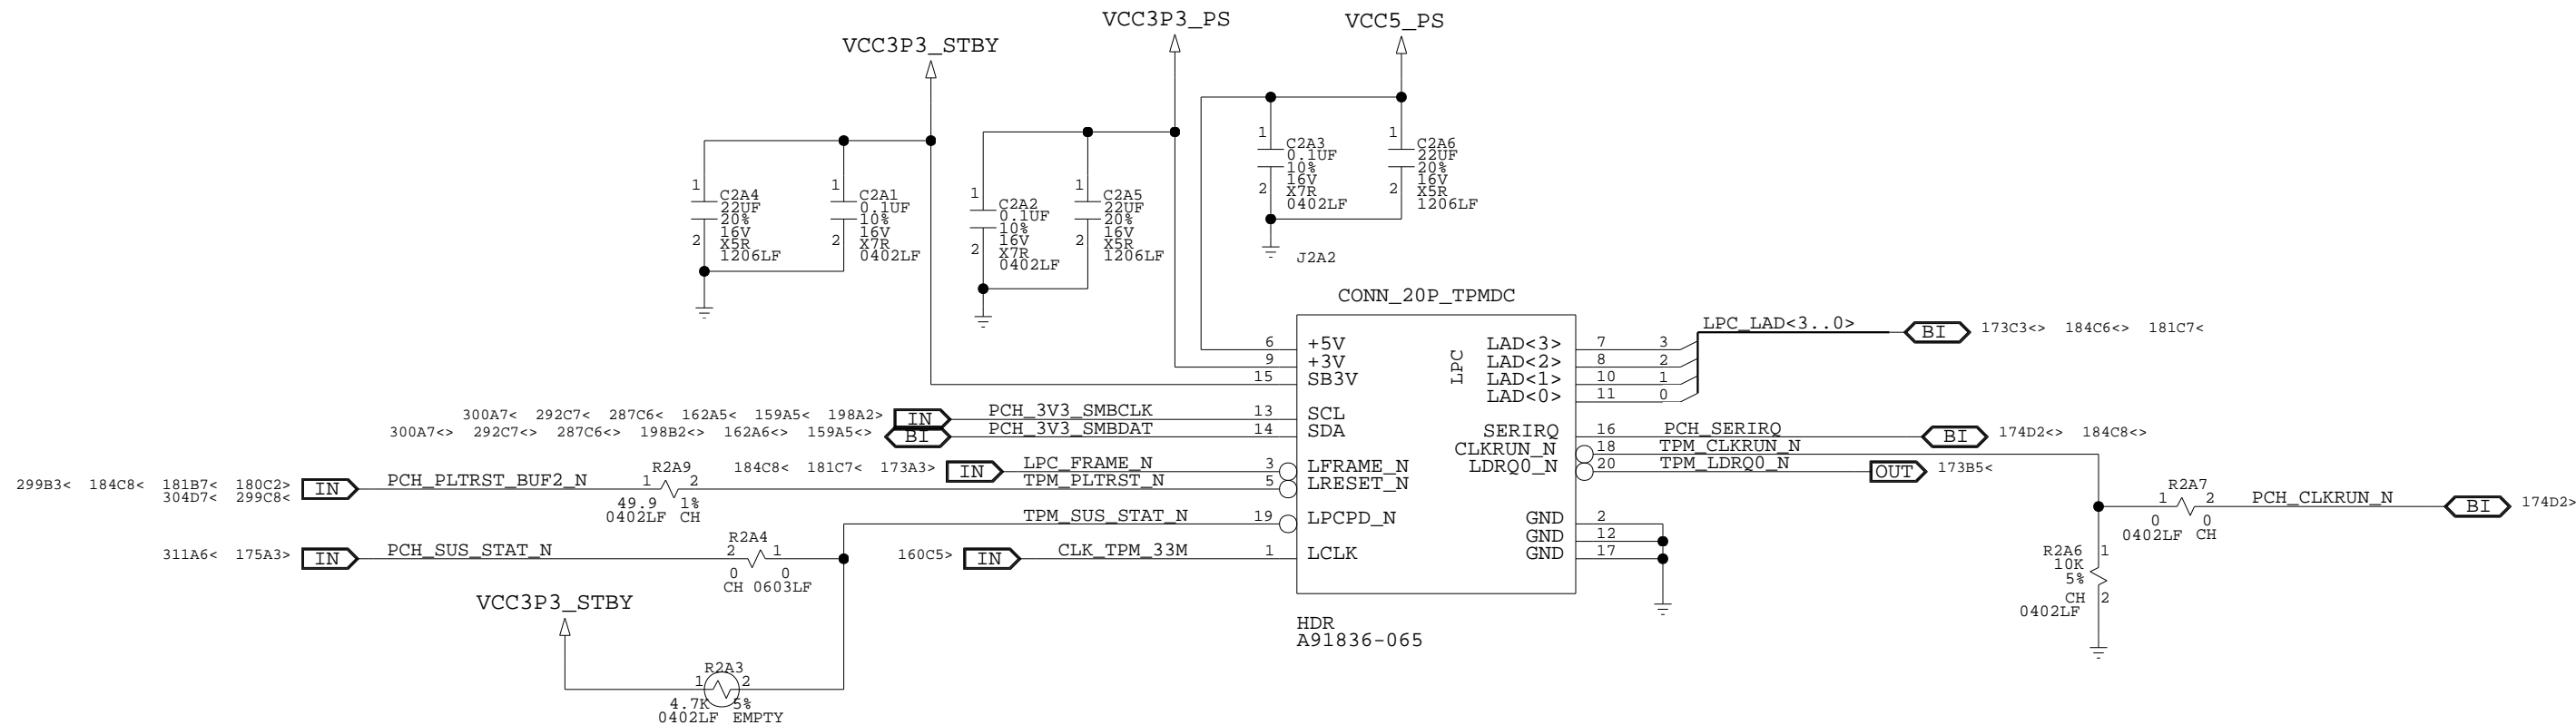 VCC3P3_PS
VCC5_PS
VCC3P3_STBY
1
C2A4
22UF
20%
16V
2
X5R
1206LF
1
C2A1
0.1UF
10%
16V
2
X7R
0402LF
1
C2A2
0.1UF
10%
16V
2
X7R
0402LF
1
C2A5
22UF
20%
16V
2
X5R
1206LF
1
C2A3
0.1UF
10%
16V
2
X7R
0402LF
1
C2A6
22UF
20%
16V
2
X5R
1206LF
J2A2
CONN_20P_TPMDC
LPC
6 +5V
9 +3V
15 SB3V
LAD<3> 7 3
LAD<2> 8 2
LAD<1> 10 1
LAD<0> 11 0
LPC_LAD<3..0> BI 173C3<> 184C6<> 181C7<
300A7< 292C7< 287C6< 162A5< 159A5< 198A2> IN PCH_3V3_SMBCLK 13 SCL
300A7<> 292C7<> 287C6<> 198B2<> 162A6<> 159A5<> BI PCH_3V3_SMBDAT 14 SDA
SERIRQ 16 PCH_SERIRQ BI 174D2<> 184C8<>
CLKRUN_N 18 TPM_CLKRUN_N
LDRQ0_N 20 TPM_LDRQ0_N OUT 173B5<
184C8< 181C7< 173A3> IN LPC_FRAME_N 3 LFRAME_N
299B3< 184C8< 181B7< 180C2> IN PCH_PLTRST_BUF2_N
304D7< 299C8<
R2A9
1 2
49.9 1%
0402LF CH
TPM_PLTRST_N 5 LRESET_N
TPM_SUS_STAT_N 19 LPCPD_N
GND 2
GND 12
GND 17
R2A7
1 2
0 0
0402LF CH
PCH_CLKRUN_N BI 174D2>
311A6< 175A3> IN PCH_SUS_STAT_N
R2A4
2 1
0 0
CH 0603LF
160C5> IN CLK_TPM_33M 1 LCLK
R2A6 1
10K
5%
CH 2
0402LF
VCC3P3_STBY
HDR
A91836-065
R2A3
1 2
4.7K 5%
0402LF EMPTY